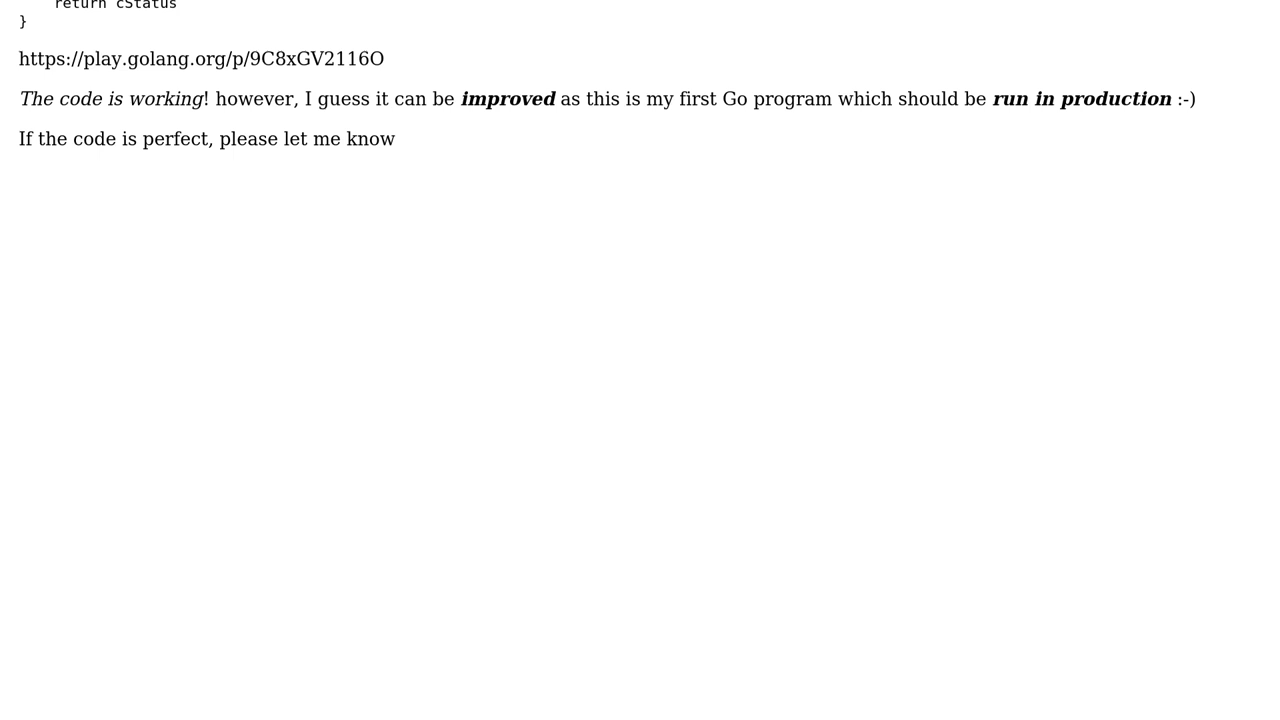 return cStatus
}
https://play.golang.org/p/9C8xGV2116O
The code is working! however, I guess it can be improved as this is my first Go program which should be run in production :-)
If the code is perfect, please let me know